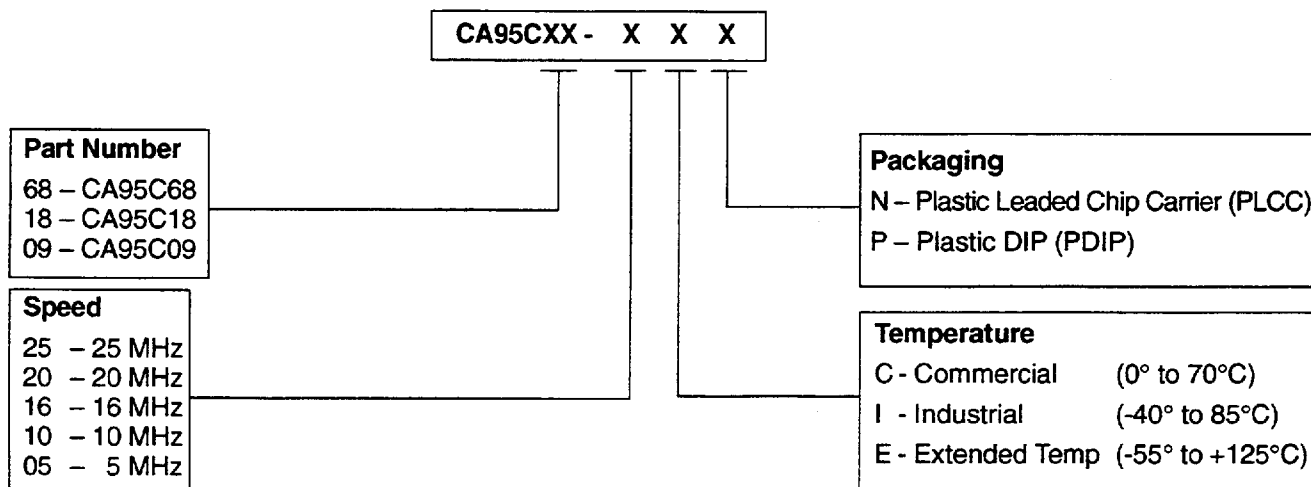 CA95CXX - X X X
Part Number
68 – CA95C68
18 – CA95C18
09 – CA95C09
Speed
25 – 25 MHz
20 – 20 MHz
16 – 16 MHz
10 – 10 MHz
05 – 5 MHz
Packaging
N – Plastic Leaded Chip Carrier (PLCC)
P – Plastic DIP (PDIP)
Temperature
C - Commercial (0° to 70°C)
I - Industrial (-40° to 85°C)
E - Extended Temp (-55° to +125°C)